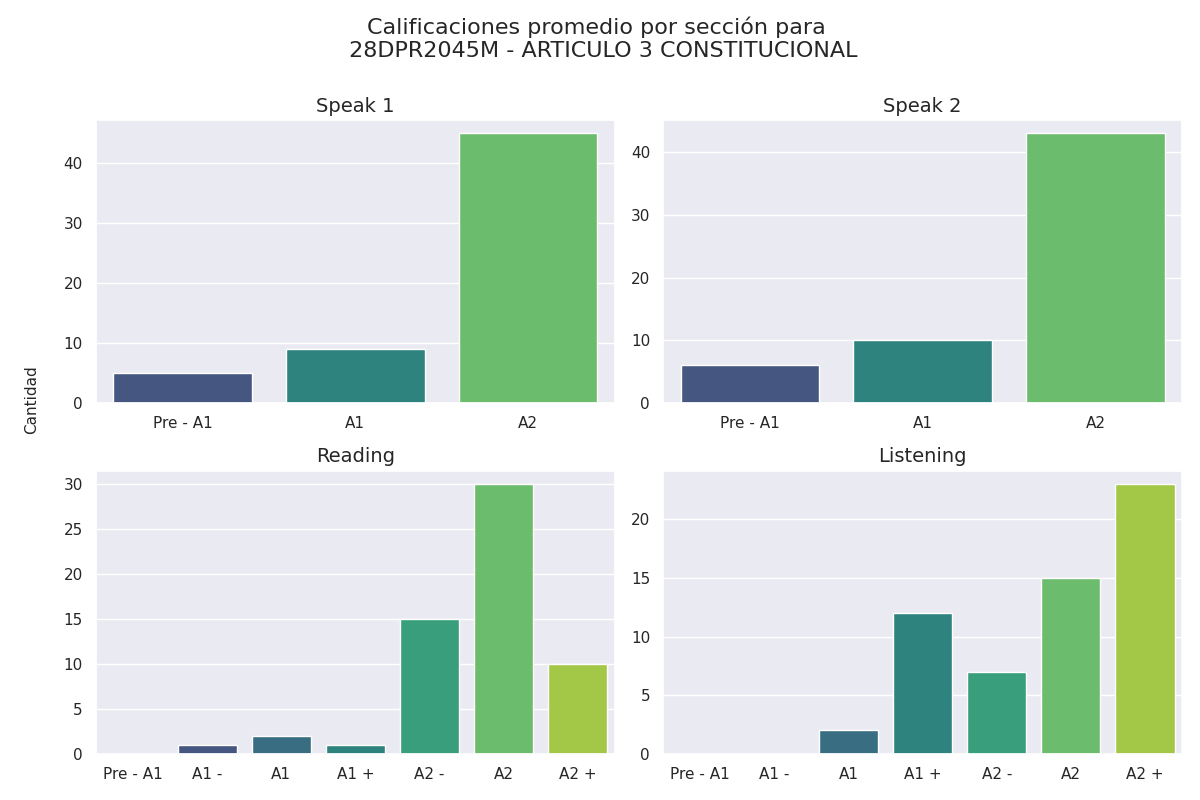 Calificaciones promedio por sección para
28DPR2045M - ARTICULO 3 CONSTITUCIONAL
Speak 1
40
30
20
10
0
Pre - A1 A1 A2
Speak 2
40
30
20
10
0
Pre - A1 A1 A2
Cantidad
Reading
30
25
20
15
10
5
0
Pre - A1 A1 - A1 A1 + A2 - A2 A2 +
Listening
20
15
10
5
0
Pre - A1 A1 - A1 A1 + A2 - A2 A2 +